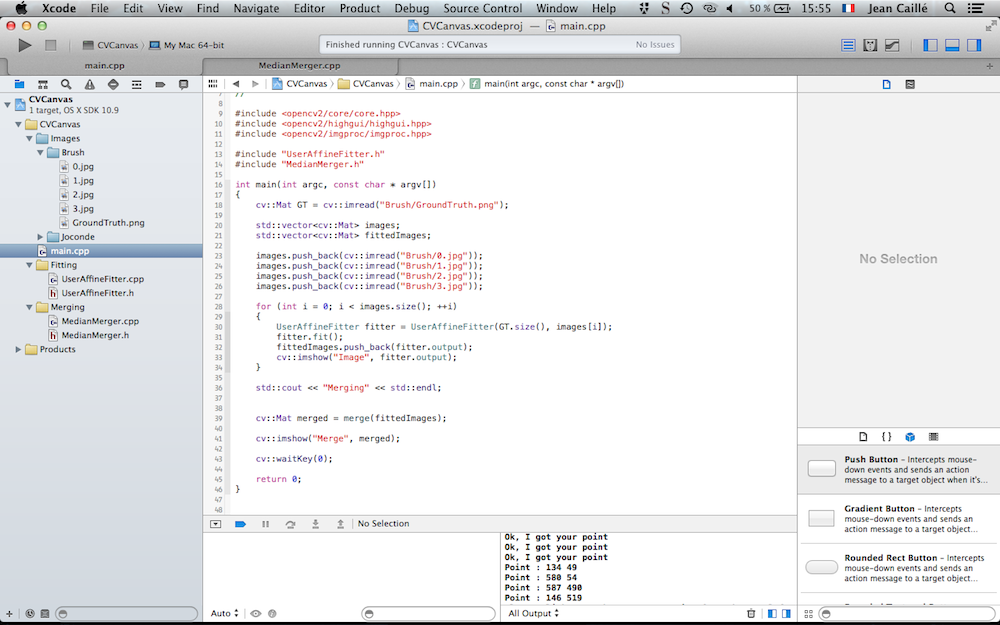 Xcode File Edit View Find Navigate Editor Product Debug Source Control Window Help 50 % 15:55 Jean Caillé
CVCanvas.xcodeproj — main.cpp
CVCanvas My Mac 64-bit
Finished running CVCanvas : CVCanvas No Issues
main.cpp MedianMerger.cpp
CVCanvas CVCanvas main.cpp main(int argc, const char * argv[])
CVCanvas
1 target, OS X SDK 10.9
CVCanvas
Images
Brush
0.jpg
1.jpg
2.jpg
3.jpg
GroundTruth.png
Joconde
main.cpp
Fitting
UserAffineFitter.cpp
UserAffineFitter.h
Merging
MedianMerger.cpp
MedianMerger.h
Products
7 //
8
9 #include <opencv2/core/core.hpp>
10 #include <opencv2/highgui/highgui.hpp>
11 #include <opencv2/imgproc/imgproc.hpp>
12
13 #include "UserAffineFitter.h"
14 #include "MedianMerger.h"
15
16 int main(int argc, const char * argv[])
17 {
18 cv::Mat GT = cv::imread("Brush/GroundTruth.png");
19
20 std::vector<cv::Mat> images;
21 std::vector<cv::Mat> fittedImages;
22
23 images.push_back(cv::imread("Brush/0.jpg"));
24 images.push_back(cv::imread("Brush/1.jpg"));
25 images.push_back(cv::imread("Brush/2.jpg"));
26 images.push_back(cv::imread("Brush/3.jpg"));
27
28 for (int i = 0; i < images.size(); ++i)
29 {
30 UserAffineFitter fitter = UserAffineFitter(GT.size(), images[i]);
31 fitter.fit();
32 fittedImages.push_back(fitter.output);
33 cv::imshow("Image", fitter.output);
34 }
35
36 std::cout << "Merging" << std::endl;
37
38
39 cv::Mat merged = merge(fittedImages);
40
41 cv::imshow("Merge", merged);
42
43 cv::waitKey(0);
44
45 return 0;
46 }
47
48
No Selection
Ok, I got your point
Ok, I got your point
Ok, I got your point
Point : 134 49
Point : 580 54
Point : 587 490
Point : 146 519
Auto
All Output
No Selection
{ }
Push Button – Intercepts mouse-
down events and sends an action
message to a target object when it's...
Gradient Button – Intercepts
mouse-down events and sends an
action message to a target object...
Rounded Rect Button – Intercepts
mouse-down events and sends an
action message to a target object...